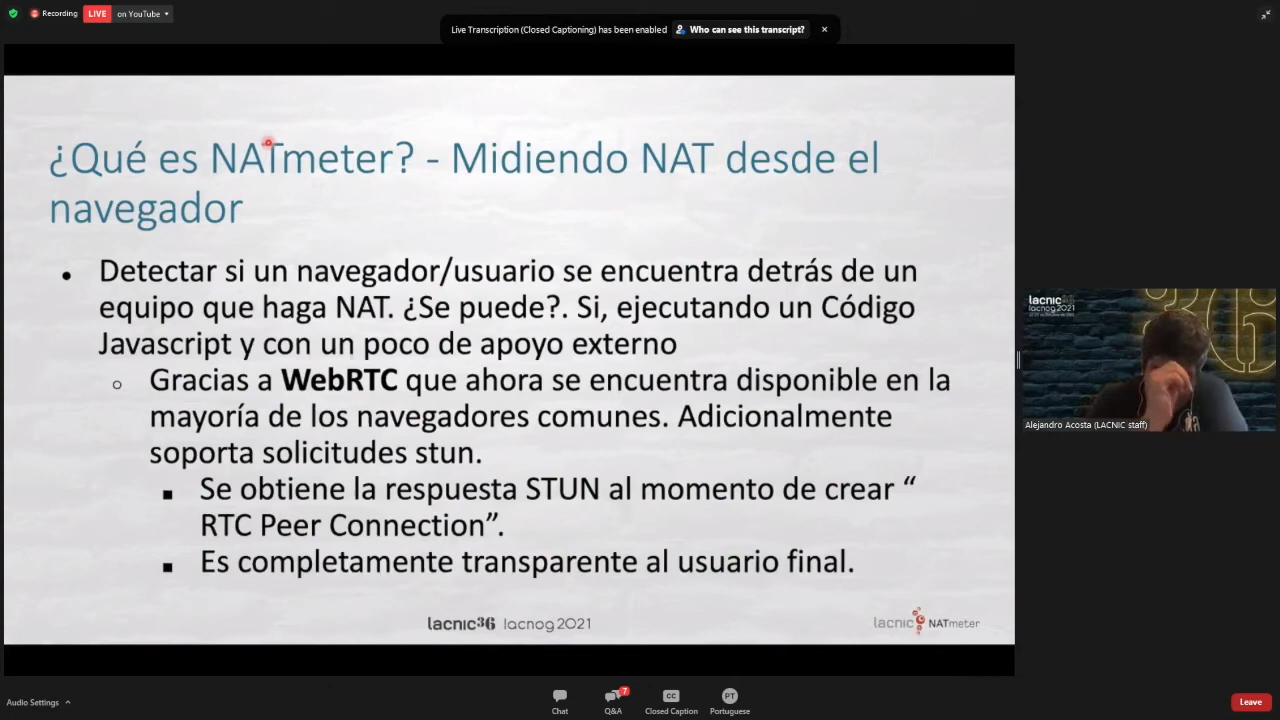 Recording
LIVE
on YouTube
Live Transcription (Closed Captioning) has been enabled
Who can see this transcript?
¿Qué es NATmeter? - Midiendo NAT desde el
navegador
Detectar si un navegador/usuario se encuentra detrás de un
equipo que haga NAT. ¿Se puede?. Si, ejecutando un Código
Javascript y con un poco de apoyo externo
Gracias a WebRTC que ahora se encuentra disponible en la
mayoría de los navegadores comunes. Adicionalmente
soporta solicitudes stun.
Se obtiene la respuesta STUN al momento de crear “
RTC Peer Connection”.
Es completamente transparente al usuario final.
lacnic36 lacnog2021
lacnic NATmeter
lacnic36
lacnog2021
36
Alejandro Acosta (LACNIC staff)
Audio Settings
Chat
7
Q&A
CC
Closed Caption
PT
Portuguese
Leave